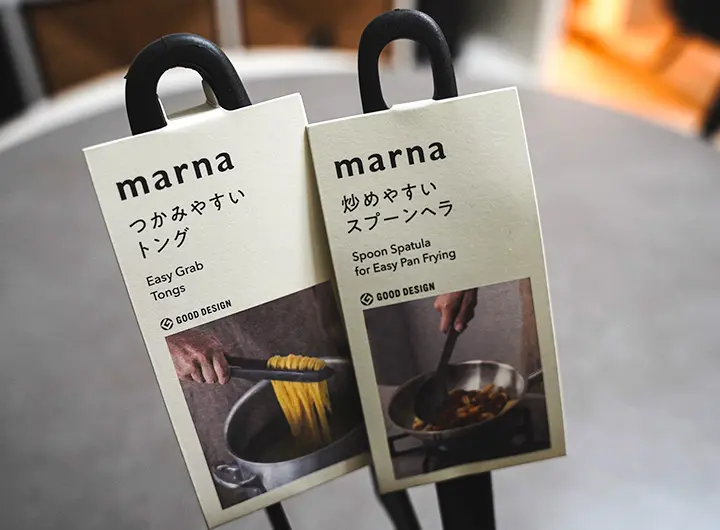 marna
つかみやすい
トング
Easy Grab
Tongs
GOOD DESIGN
marna
炒めやすい
スプーンヘラ
Spoon Spatula
for Easy Pan Frying
GOOD DESIGN